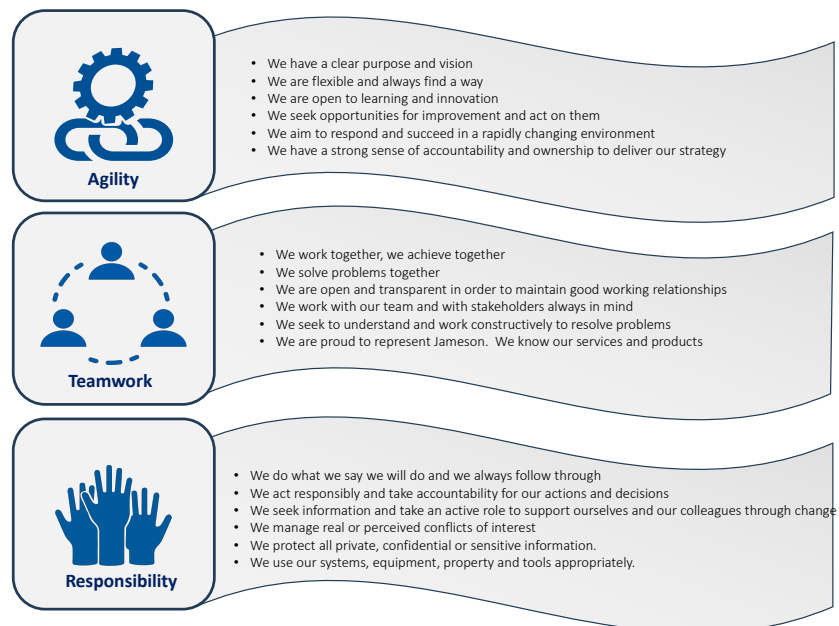 Agility
• We have a clear purpose and vision
• We are flexible and always find a way
• We are open to learning and innovation
• We seek opportunities for improvement and act on them
• We aim to respond and succeed in a rapidly changing environment
• We have a strong sense of accountability and ownership to deliver our strategy
Teamwork
• We work together, we achieve together
• We solve problems together
• We are open and transparent in order to maintain good working relationships
• We work with our team and with stakeholders always in mind
• We seek to understand and work constructively to resolve problems
• We are proud to represent Jameson.  We know our services and products
Responsibility
• We do what we say we will do and we always follow through
• We act responsibly and take accountability for our actions and decisions
• We seek information and take an active role to support ourselves and our colleagues through change
• We manage real or perceived conflicts of interest
• We protect all private, confidential or sensitive information.
• We use our systems, equipment, property and tools appropriately.